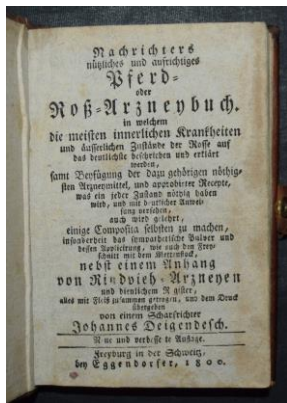 Nachrichters
nützliches und aufrichtiges
Pferd-
oder
Roß-Arzneybuch,
in welchem
die meisten innerlichen Krankheiten
und äusserlichen Zustände der Rosse auf
das deutlichste beschrieben und erklärt
werden,
samt Beyfügung der dazu gehörigen nöthig-
sten Arzneymittel, und approbirter Recepte,
was ein jeder Zustand nöthig haben
wird, und mit deutlicher Anwei-
sung versehen,
auch wird gelehrt,
einige Composita selbsten zu machen,
insonderheit das sympathetische Pulver und
dessen Applicirung, wie auch den Frey-
schnitt mit dem
nebst einem Anhang
von Rindvieh-Arzneyen
und dienlichem Register,
alles mit Fleiß zusammen getragen, und dem Druck
übergeben
von einem Scharfrichter
Johannes Deigendesch.
Neue und verbesserte Auflage.
Freyburg in der Schweitz,
bey Eggendorfer, 1800.